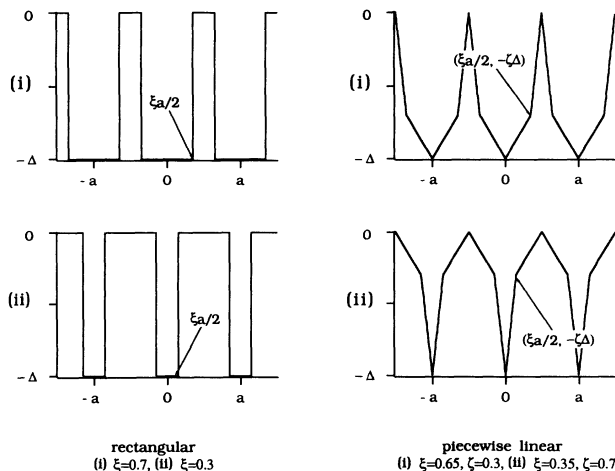 0
(i)
ξa/2
−Δ
- a
0
a
0
(i)
(ξa/2, −ζΔ)
−Δ
- a
0
a
0
(ii)
ξa/2
−Δ
- a
0
a
0
(ii)
(ξa/2, −ζΔ)
−Δ
- a
0
a
rectangular
(i) ξ=0.7, (ii) ξ=0.3
piecewise linear
(i) ξ=0.65, ζ=0.3, (ii) ξ=0.35, ζ=0.7